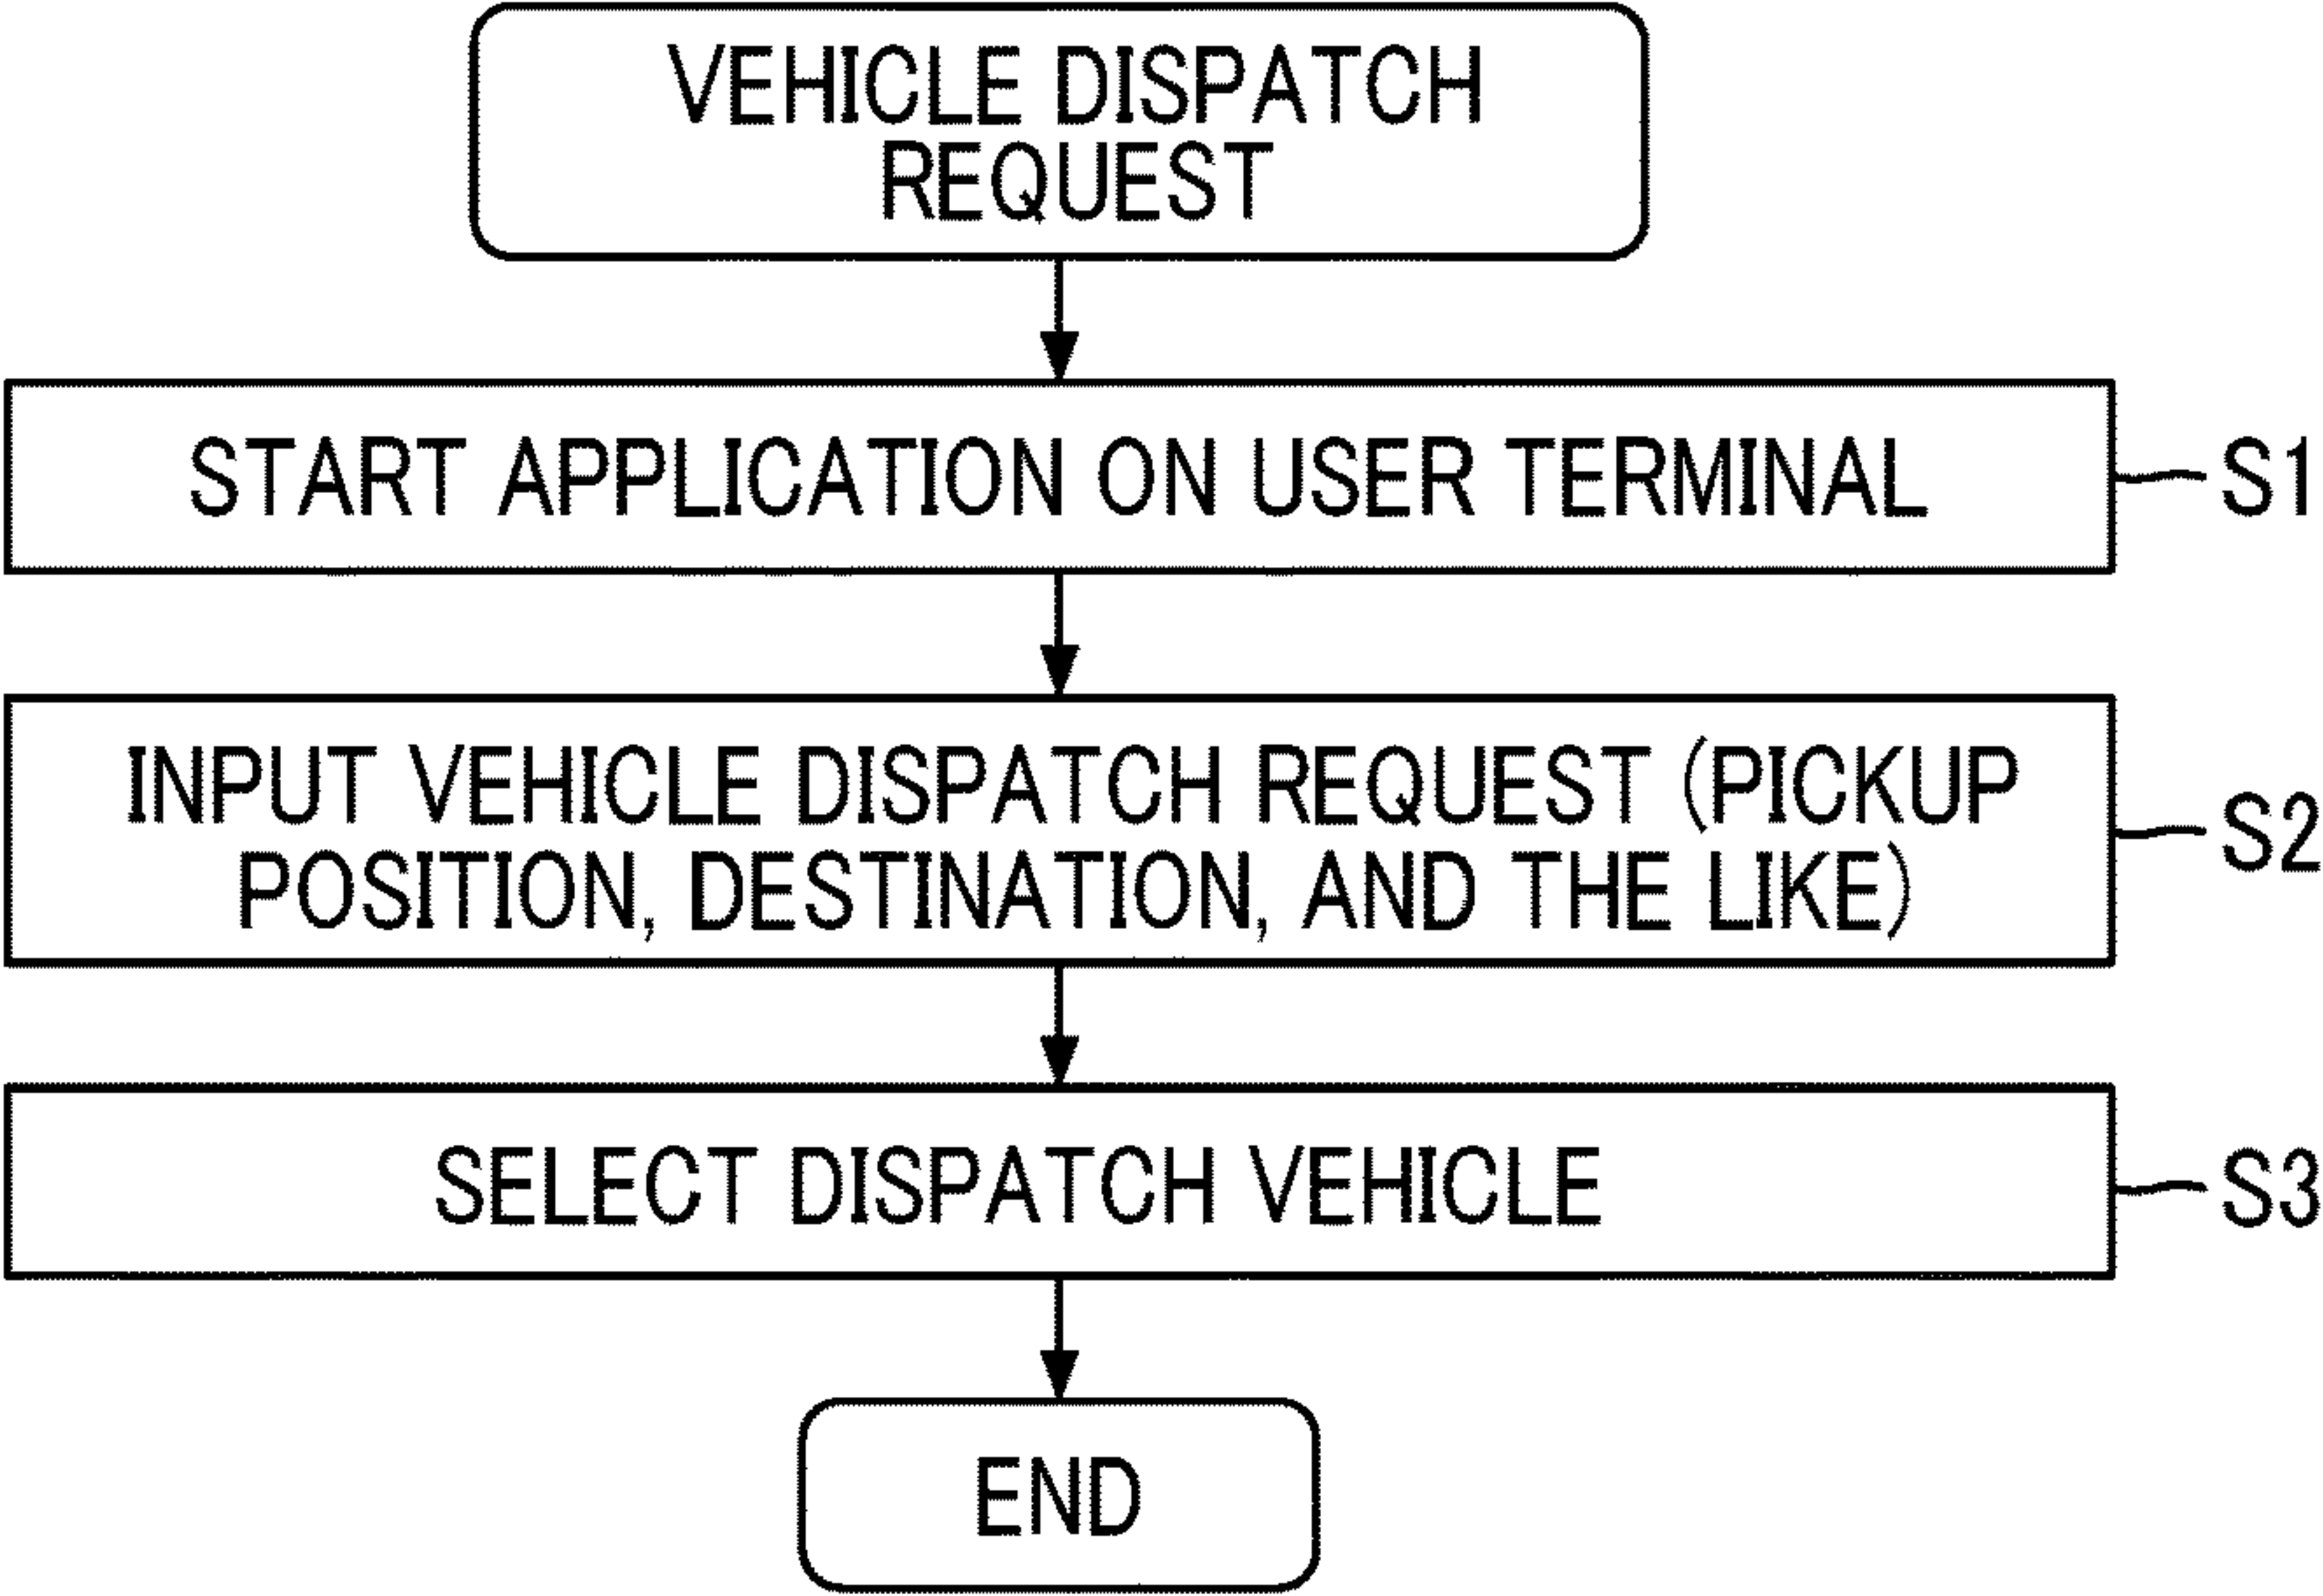 VEHICLE DISPATCH
REQUEST
START APPLICATION ON USER TERMINAL
S1
INPUT VEHICLE DISPATCH REQUEST (PICKUP
POSITION, DESTINATION, AND THE LIKE)
S2
SELECT DISPATCH VEHICLE
S3
END